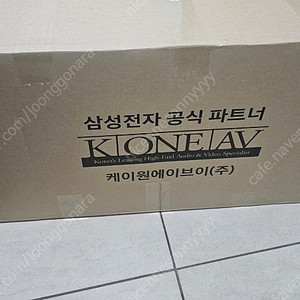 삼성전자 공식 파트너
K|ONE|AV
Korea's Leading High-End Audio & Video Specialist
케이원에이브이(주)